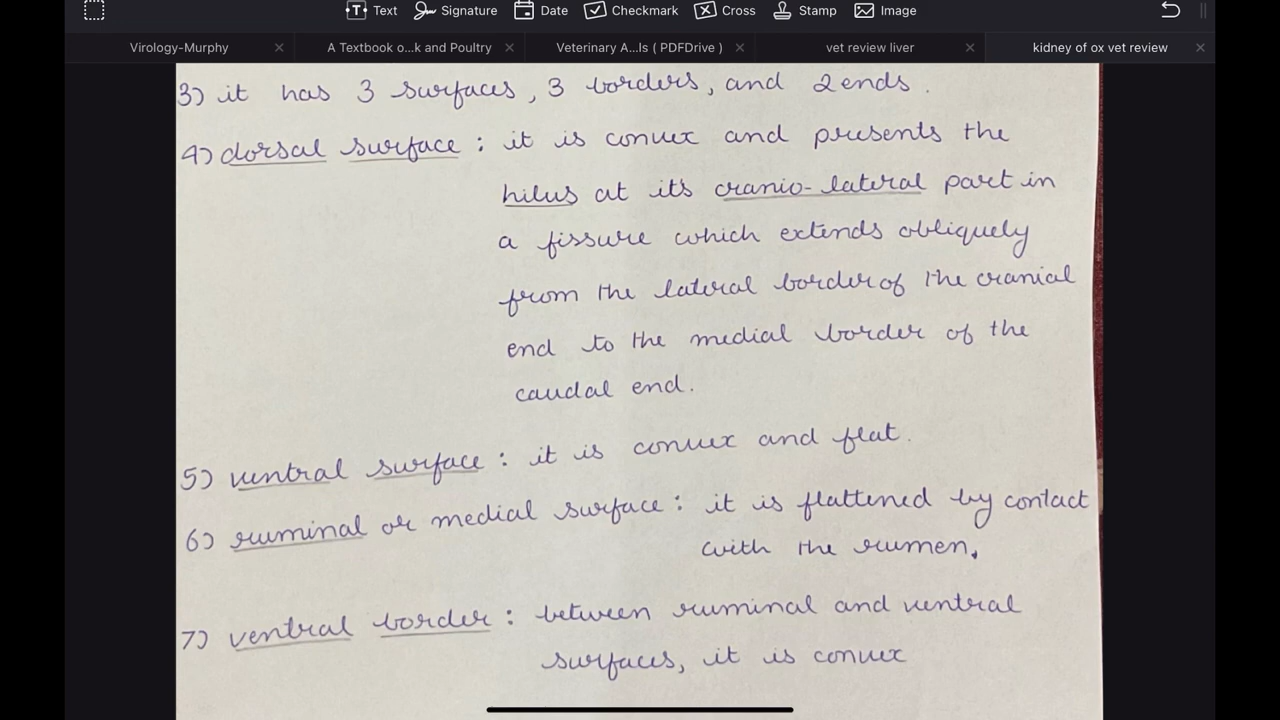 Text Signature Date Checkmark Cross Stamp Image
Virology-Murphy A Textbook o...k and Poultry Veterinary A...ls ( PDFDrive ) vet review liver kidney of ox vet review
3) it has 3 surfaces, 3 borders, and 2 ends.
4) dorsal surface : it is convex and presents the
hilus at its cranio-lateral part in
a fissure which extends obliquely
from the lateral border of the cranial
end to the medial border of the
caudal end.
5) ventral surface : it is convex and flat.
6) ruminal or medial surface : it is flattened by contact
with the rumen.
7) ventral border : between ruminal and ventral
surfaces, it is convex